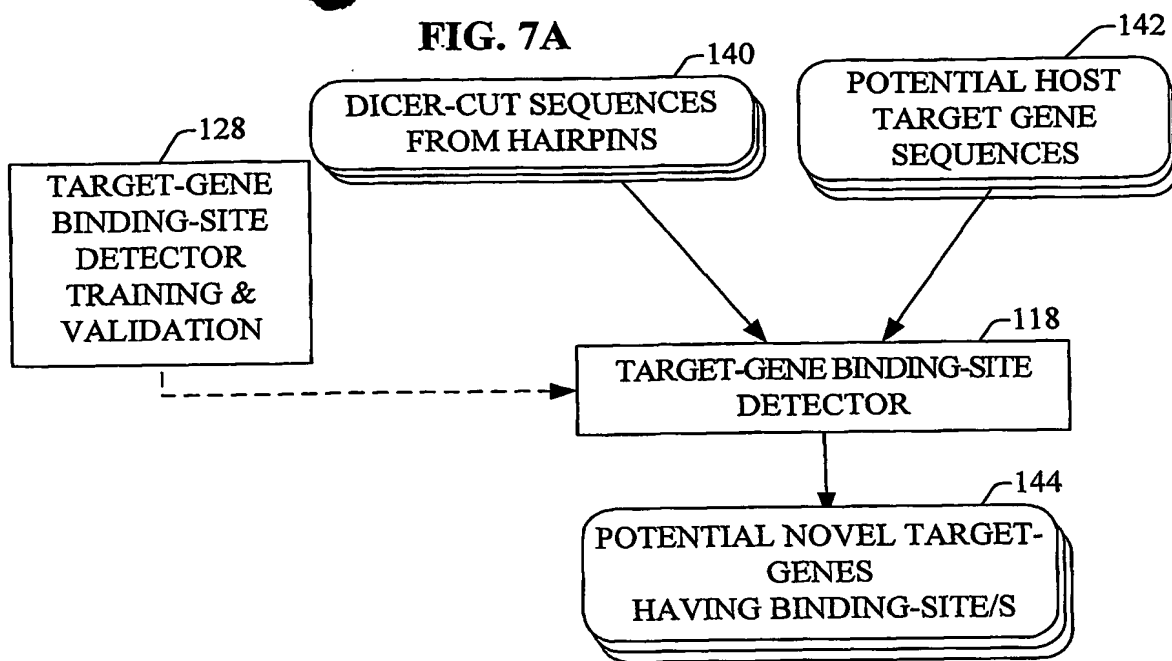 FIG. 7A
140
DICER-CUT SEQUENCES
FROM HAIRPINS
142
POTENTIAL HOST
TARGET GENE
SEQUENCES
128
TARGET-GENE
BINDING-SITE
DETECTOR
TRAINING &
VALIDATION
118
TARGET-GENE BINDING-SITE
DETECTOR
144
POTENTIAL NOVEL TARGET-
GENES
HAVING BINDING-SITE/S